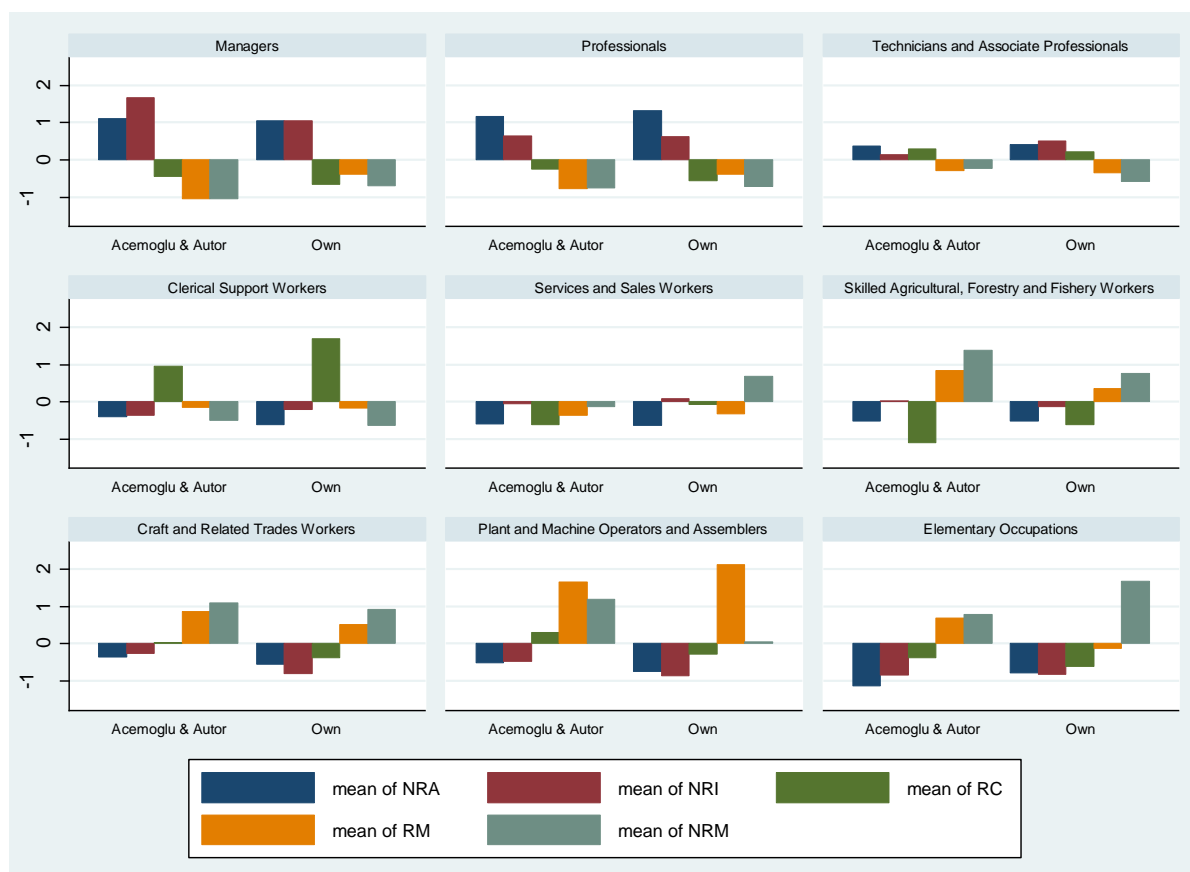 Managers
Professionals
Technicians and Associate Professionals
2
1
0
-1
Acemoglu & Autor
Own
Acemoglu & Autor
Own
Acemoglu & Autor
Own
Clerical Support Workers
Services and Sales Workers
Skilled Agricultural, Forestry and Fishery Workers
2
1
0
-1
Acemoglu & Autor
Own
Acemoglu & Autor
Own
Acemoglu & Autor
Own
Craft and Related Trades Workers
Plant and Machine Operators and Assemblers
Elementary Occupations
2
1
0
-1
Acemoglu & Autor
Own
Acemoglu & Autor
Own
Acemoglu & Autor
Own
mean of NRA
mean of NRI
mean of RC
mean of RM
mean of NRM